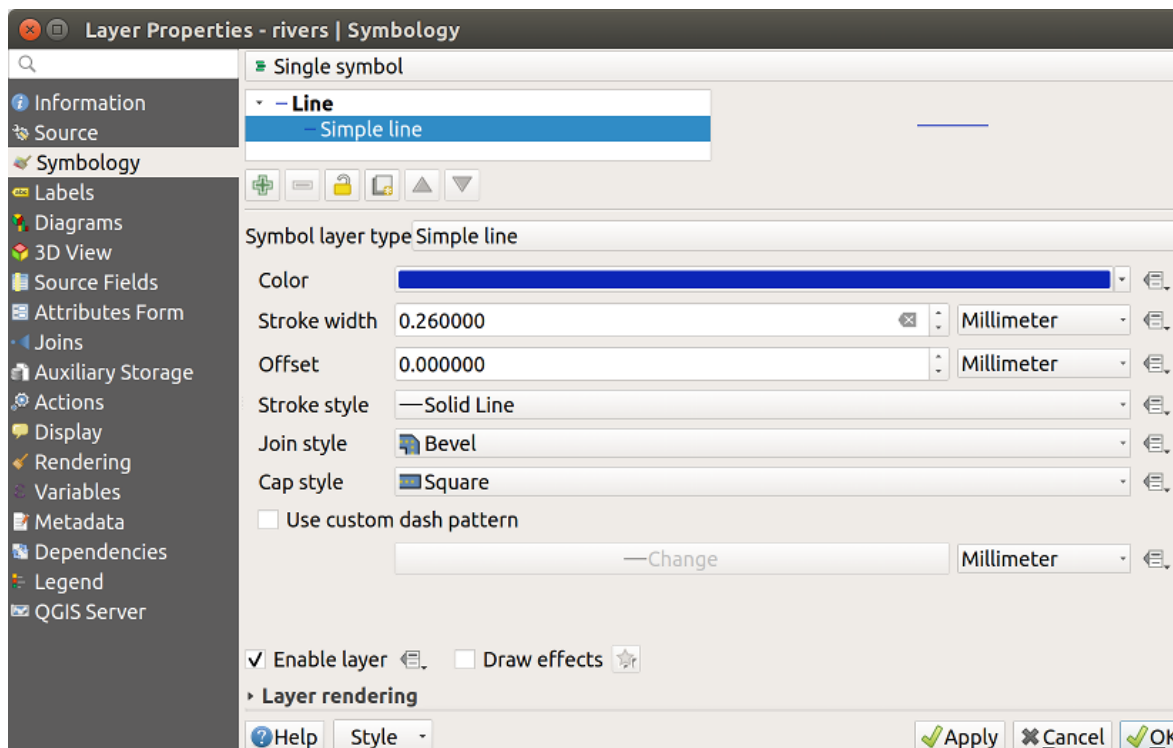 Layer Properties - rivers | Symbology
Single symbol
Information
Source
Symbology
Labels
Diagrams
3D View
Source Fields
Attributes Form
Joins
Auxiliary Storage
Actions
Display
Rendering
Variables
Metadata
Dependencies
Legend
QGIS Server
Line
Simple line
Symbol layer type Simple line
Color
Stroke width 0.260000 Millimeter
Offset 0.000000 Millimeter
Stroke style Solid Line
Join style Bevel
Cap style Square
Use custom dash pattern
Change Millimeter
Enable layer Draw effects
Layer rendering
Help Style Apply Cancel OK